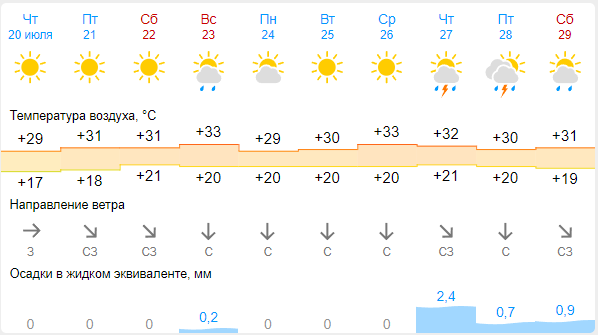 Чт Пт Сб Вс Пн Вт Ср Чт Пт Сб
20 июля 21 22 23 24 25 26 27 28 29
Температура воздуха, °C
+29 +31 +31 +33 +29 +30 +33 +32 +30 +31
+17 +18 +21 +20 +20 +20 +20 +21 +20 +19
Направление ветра
З СЗ СЗ С С С С СЗ С СЗ
Осадки в жидком эквиваленте, мм
0 0 0 0,2 0 0 0 2,4 0,7 0,9